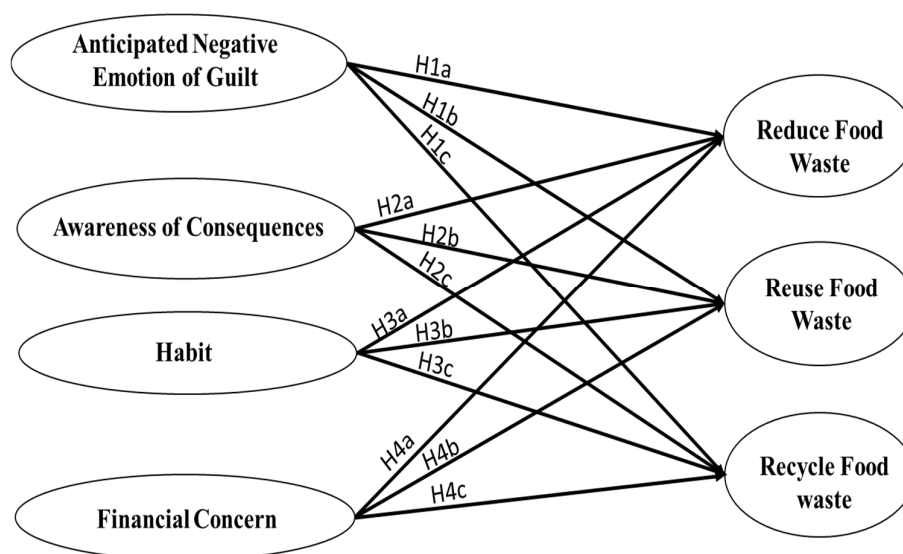 Anticipated Negative
Emotion of Guilt
H1a
H1b
H1c
Reduce Food
Waste
Awareness of Consequences
H2a
H2b
H2c
Reuse Food
Waste
Habit
H3a
H3b
H3c
Financial Concern
H4a
H4b
H4c
Recycle Food
waste